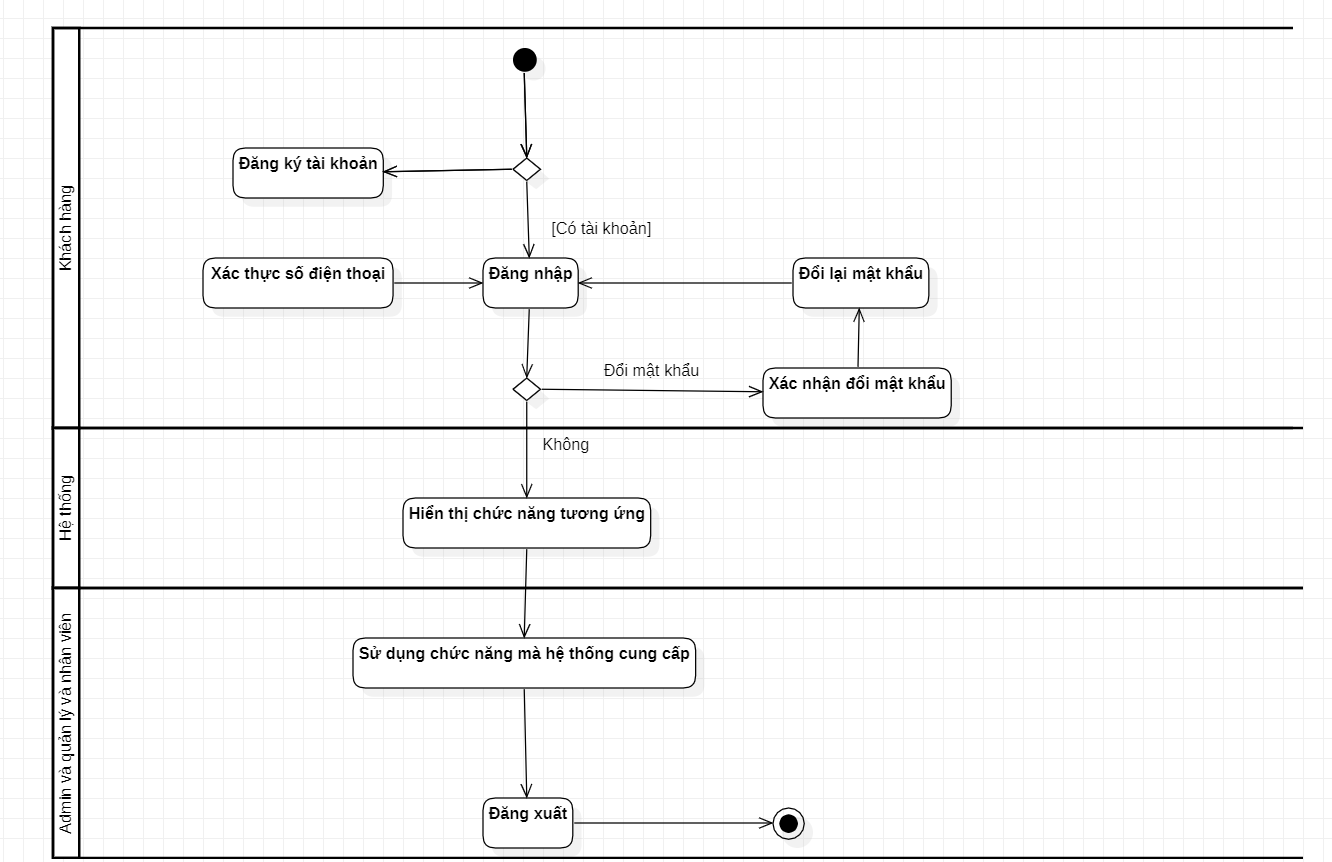 Khách hàng
Đăng ký tài khoản
[Có tài khoản]
Xác thực số điện thoại
Đăng nhập
Đổi lại mật khẩu
Đổi mật khẩu
Xác nhận đổi mật khẩu
Không
Hệ thống
Hiển thị chức năng tương ứng
Admin và quản lý và nhân viên
Sử dụng chức năng mà hệ thống cung cấp
Đăng xuất